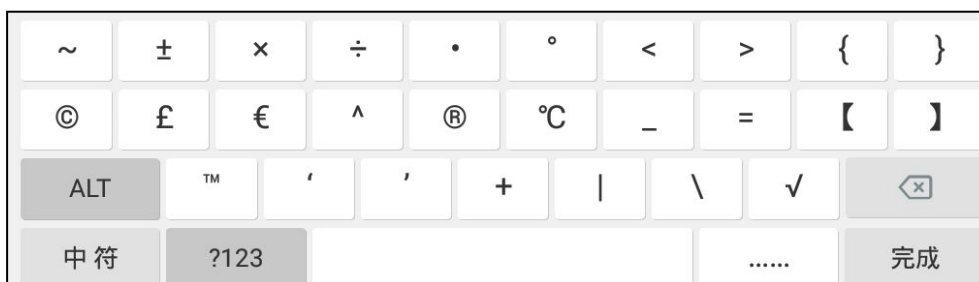 ~ ± × ÷ • ° < > { }
© £ € ^ ® ℃ _ = 【 】
ALT ™ ‘ ’ + | \ √
中符 ?123 …… 完成